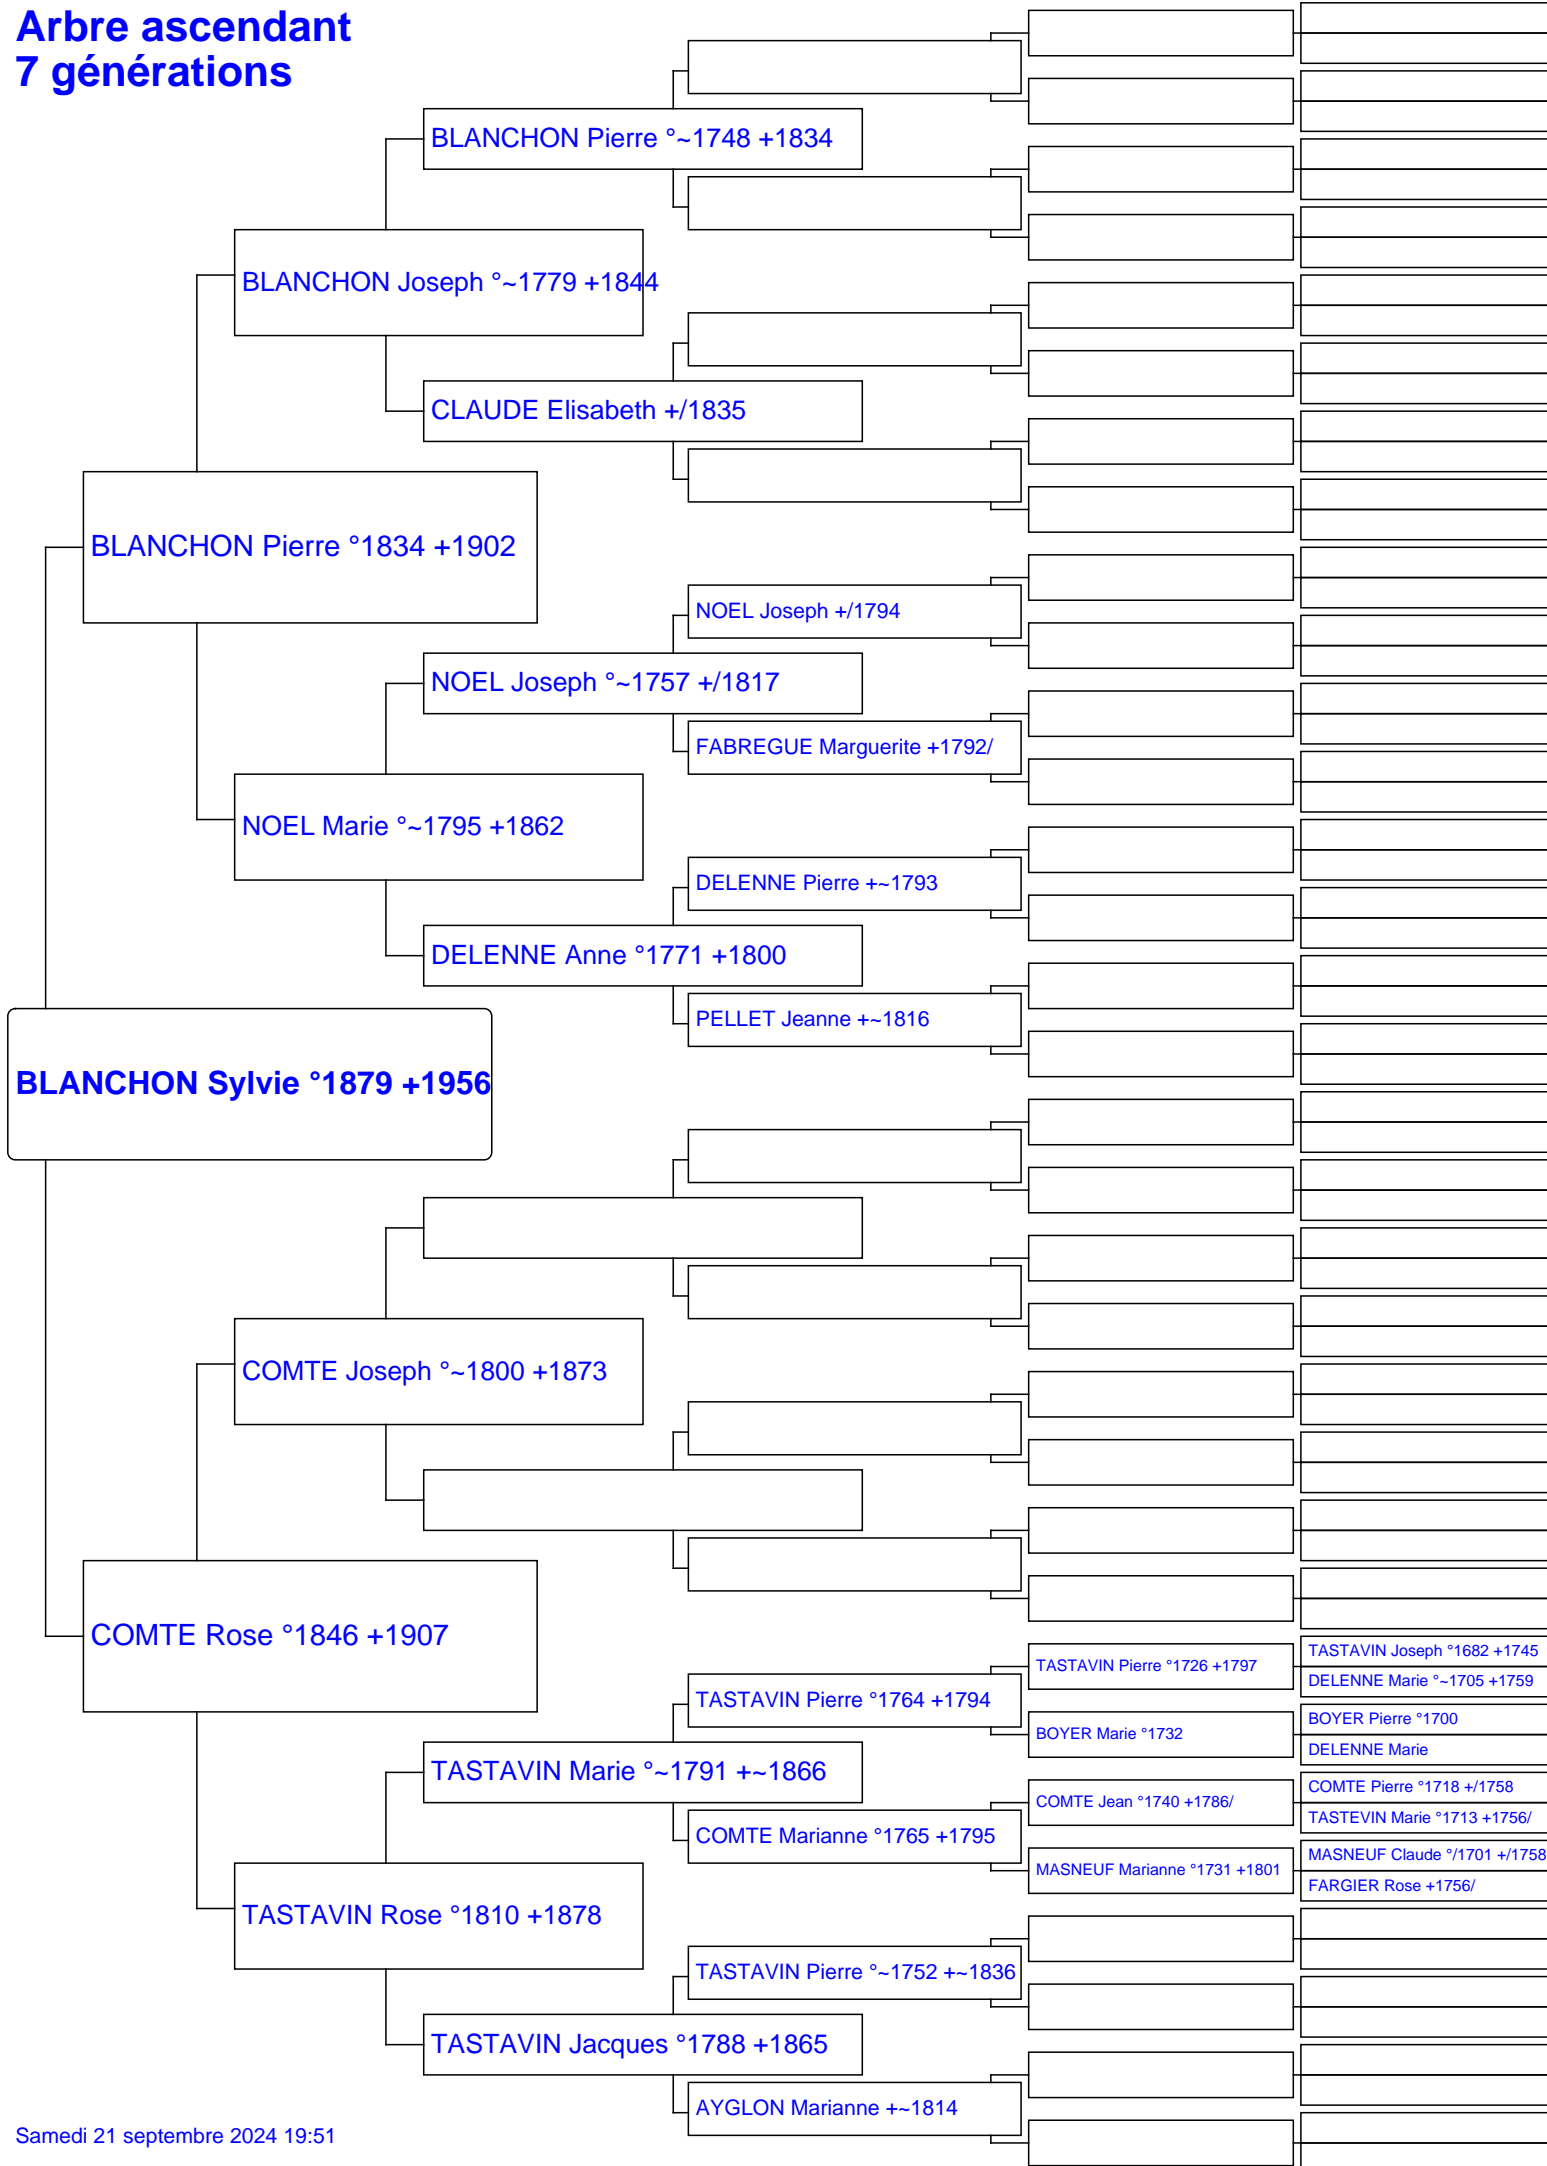 Arbre ascendant
7 générations
BLANCHON Pierre °~1748 +1834
BLANCHON Joseph °~1779 +1844
CLAUDE Elisabeth +/1835
BLANCHON Pierre °1834 +1902
NOEL Joseph +/1794
NOEL Joseph °~1757 +/1817
FABREGUE Marguerite +1792/
NOEL Marie °~1795 +1862
DELENNE Pierre +~1793
DELENNE Anne °1771 +1800
PELLET Jeanne +~1816
BLANCHON Sylvie °1879 +1956
COMTE Joseph °~1800 +1873
COMTE Rose °1846 +1907
TASTAVIN Joseph °1682 +1745
TASTAVIN Pierre °1726 +1797
DELENNE Marie °~1705 +1759
TASTAVIN Pierre °1764 +1794
BOYER Pierre °1700
BOYER Marie °1732
DELENNE Marie
TASTAVIN Marie °~1791 +~1866
COMTE Pierre °1718 +/1758
COMTE Jean °1740 +1786/
TASTEVIN Marie °1713 +1756/
COMTE Marianne °1765 +1795
MASNEUF Claude °/1701 +/1758
MASNEUF Marianne °1731 +1801
FARGIER Rose +1756/
TASTAVIN Rose °1810 +1878
TASTAVIN Pierre °~1752 +~1836
TASTAVIN Jacques °1788 +1865
AYGLON Marianne +~1814
Samedi 21 septembre 2024 19:51